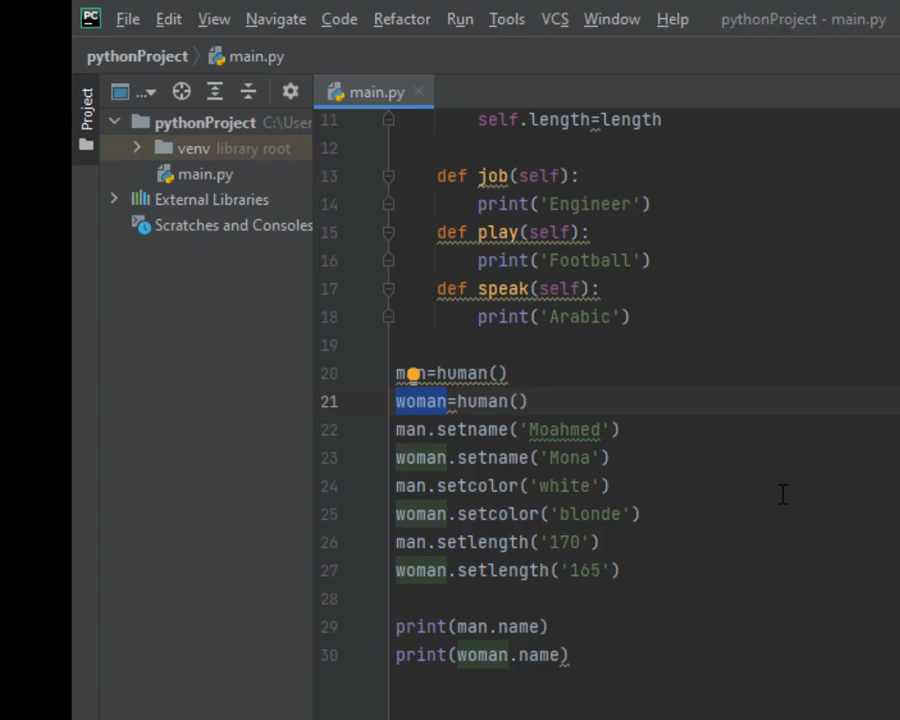 PC File Edit View Navigate Code Refactor Run Tools VCS Window Help pythonProject - main.py
pythonProject main.py
Project
...
main.py
pythonProject C:\User
venv library root
main.py
External Libraries
Scratches and Consoles
11 self.length=length
12
13 def job(self):
14 print('Engineer')
15 def play(self):
16 print('Football')
17 def speak(self):
18 print('Arabic')
19
20 man=human()
21 woman=human()
22 man.setname('Moahmed')
23 woman.setname('Mona')
24 man.setcolor('white')
25 woman.setcolor('blonde')
26 man.setlength('170')
27 woman.setlength('165')
28
29 print(man.name)
30 print(woman.name)